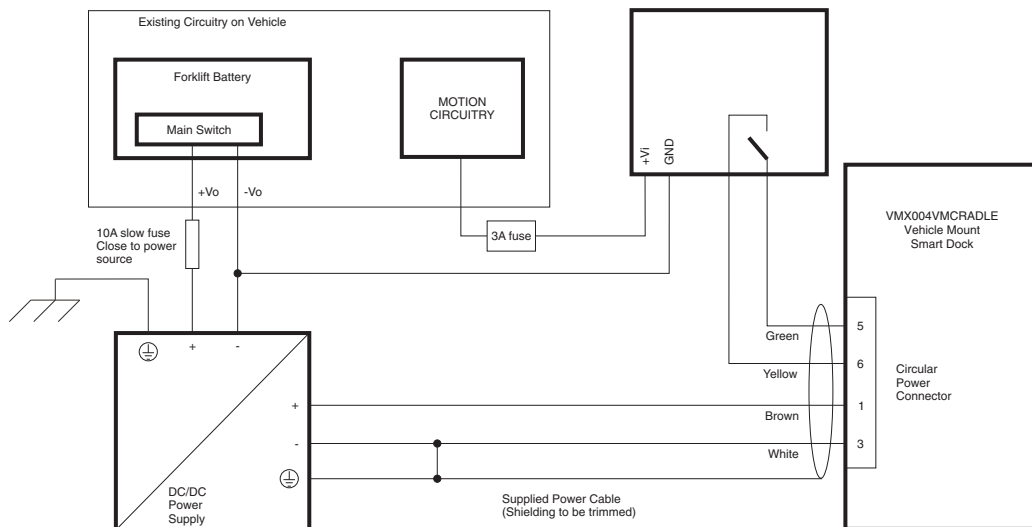 Existing Circuitry on Vehicle
Forklift Battery
Main Switch
MOTION
CIRCUITRY
+Vi
GND
+Vo
-Vo
10A slow fuse
Close to power
source
3A fuse
VMX004VMCRADLE
Vehicle Mount
Smart Dock
+
-
Green
5
Yellow
6
Circular
Power
Connector
+
Brown
1
-
White
3
DC/DC
Power
Supply
Supplied Power Cable
(Shielding to be trimmed)